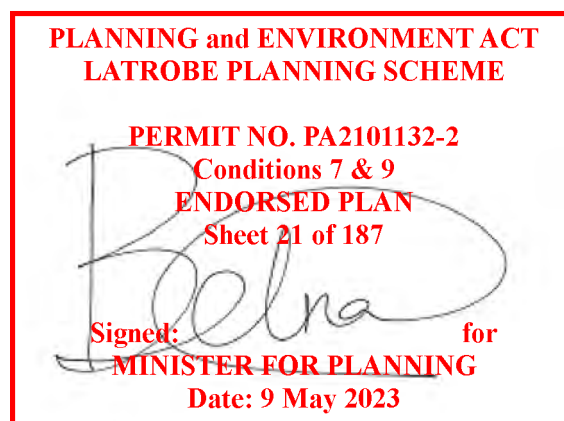 PLANNING and ENVIRONMENT ACT
LATROBE PLANNING SCHEME
PERMIT NO. PA2101132-2
Conditions 7 & 9
ENDORSED PLAN
Sheet 21 of 187
Signed: for
MINISTER FOR PLANNING
Date: 9 May 2023